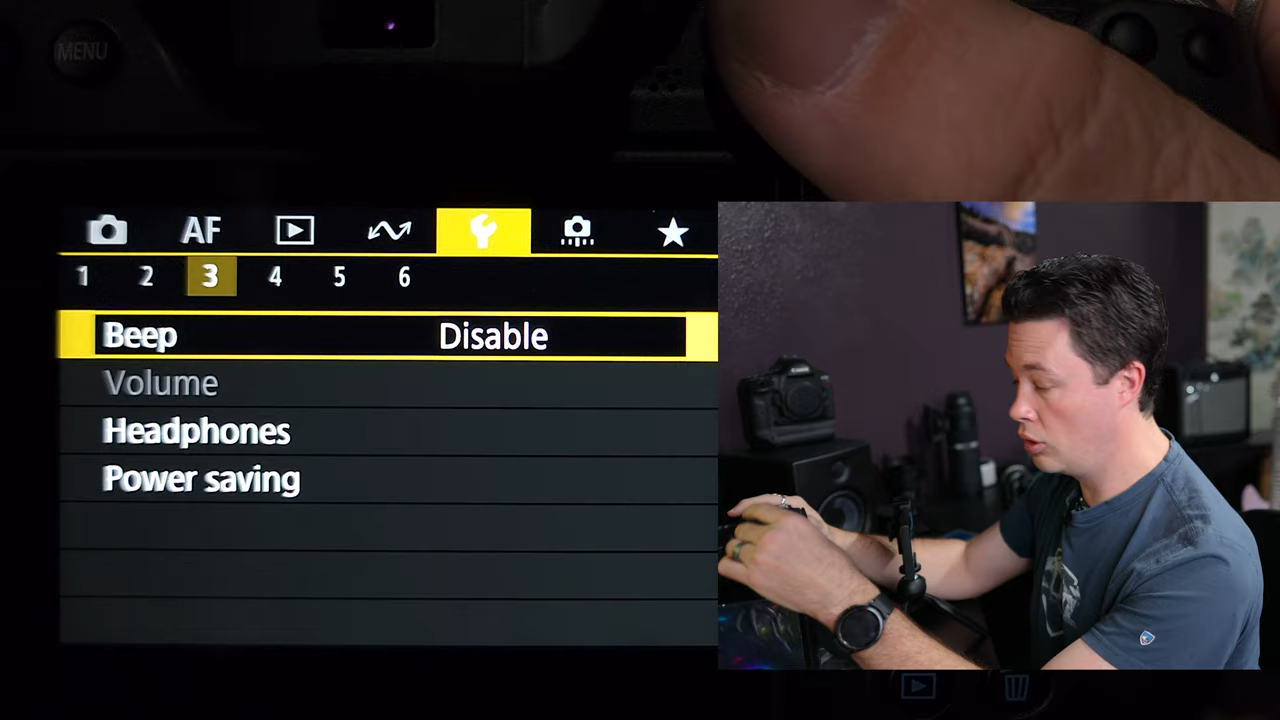 MENU
AF
1 2 3 4 5 6
Beep Disable
Volume
Headphones
Power saving